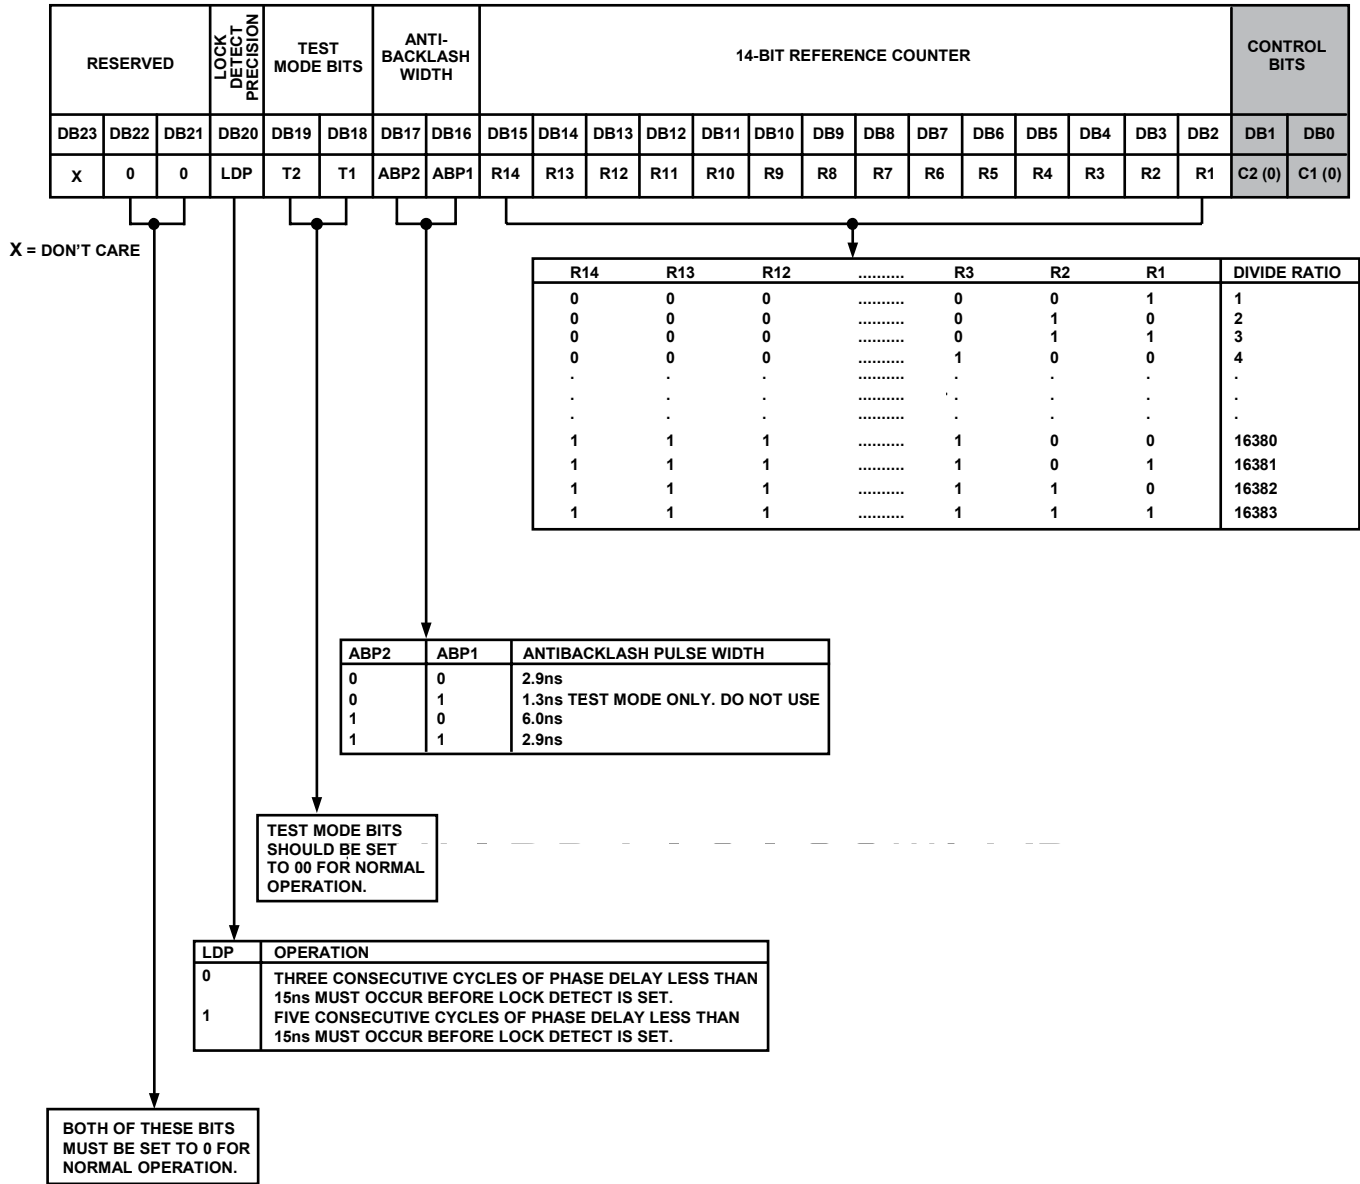 RESERVED
LOCK
DETECT
PRECISION
TEST
MODE BITS
ANTI-
BACKLASH
WIDTH
14-BIT REFERENCE COUNTER
CONTROL
BITS
DB23 DB22 DB21 DB20 DB19 DB18 DB17 DB16 DB15 DB14 DB13 DB12 DB11 DB10 DB9 DB8 DB7 DB6 DB5 DB4 DB3 DB2 DB1 DB0
X 0 0 LDP T2 T1 ABP2 ABP1 R14 R13 R12 R11 R10 R9 R8 R7 R6 R5 R4 R3 R2 R1 C2 (0) C1 (0)
X = DON'T CARE
R14 R13 R12 .......... R3 R2 R1 DIVIDE RATIO
0 0 0 .......... 0 0 1 1
0 0 0 .......... 0 1 0 2
0 0 0 .......... 0 1 1 3
0 0 0 .......... 1 0 0 4
. . . .......... . . . .
. . . .......... . . . .
. . . .......... . . . .
1 1 1 .......... 1 0 0 16380
1 1 1 .......... 1 0 1 16381
1 1 1 .......... 1 1 0 16382
1 1 1 .......... 1 1 1 16383
ABP2 ABP1 ANTIBACKLASH PULSE WIDTH
0 0 2.9ns
0 1 1.3ns TEST MODE ONLY. DO NOT USE
1 0 6.0ns
1 1 2.9ns
TEST MODE BITS
SHOULD BE SET
TO 00 FOR NORMAL
OPERATION.
LDP OPERATION
0 THREE CONSECUTIVE CYCLES OF PHASE DELAY LESS THAN
15ns MUST OCCUR BEFORE LOCK DETECT IS SET.
1 FIVE CONSECUTIVE CYCLES OF PHASE DELAY LESS THAN
15ns MUST OCCUR BEFORE LOCK DETECT IS SET.
BOTH OF THESE BITS
MUST BE SET TO 0 FOR
NORMAL OPERATION.